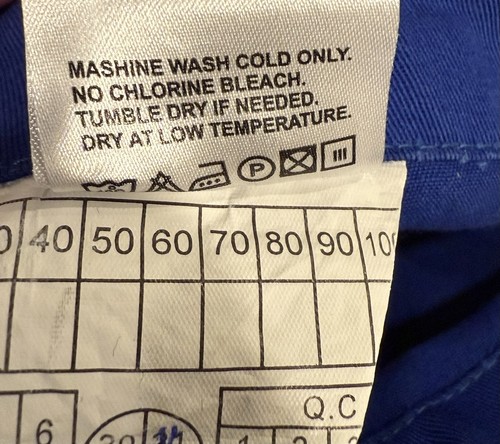 MASHINE WASH COLD ONLY.
NO CHLORINE BLEACH.
TUMBLE DRY IF NEEDED.
DRY AT LOW TEMPERATURE.
P
40 50 60 70 80 90 100
Q.C
6